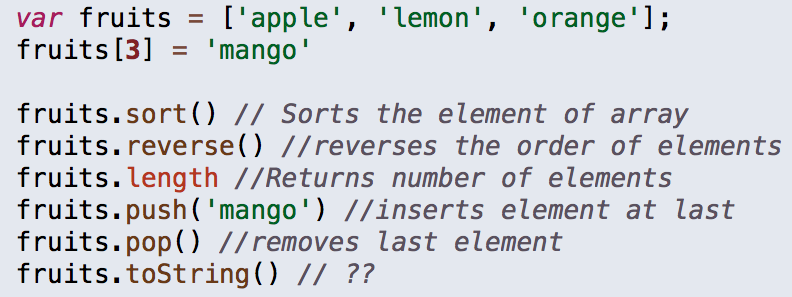 var fruits = ['apple', 'lemon', 'orange'];
fruits[3] = 'mango'
fruits.sort() // Sorts the element of array
fruits.reverse() //reverses the order of elements
fruits.length //Returns number of elements
fruits.push('mango') //inserts element at last
fruits.pop() //removes last element
fruits.toString() // ??